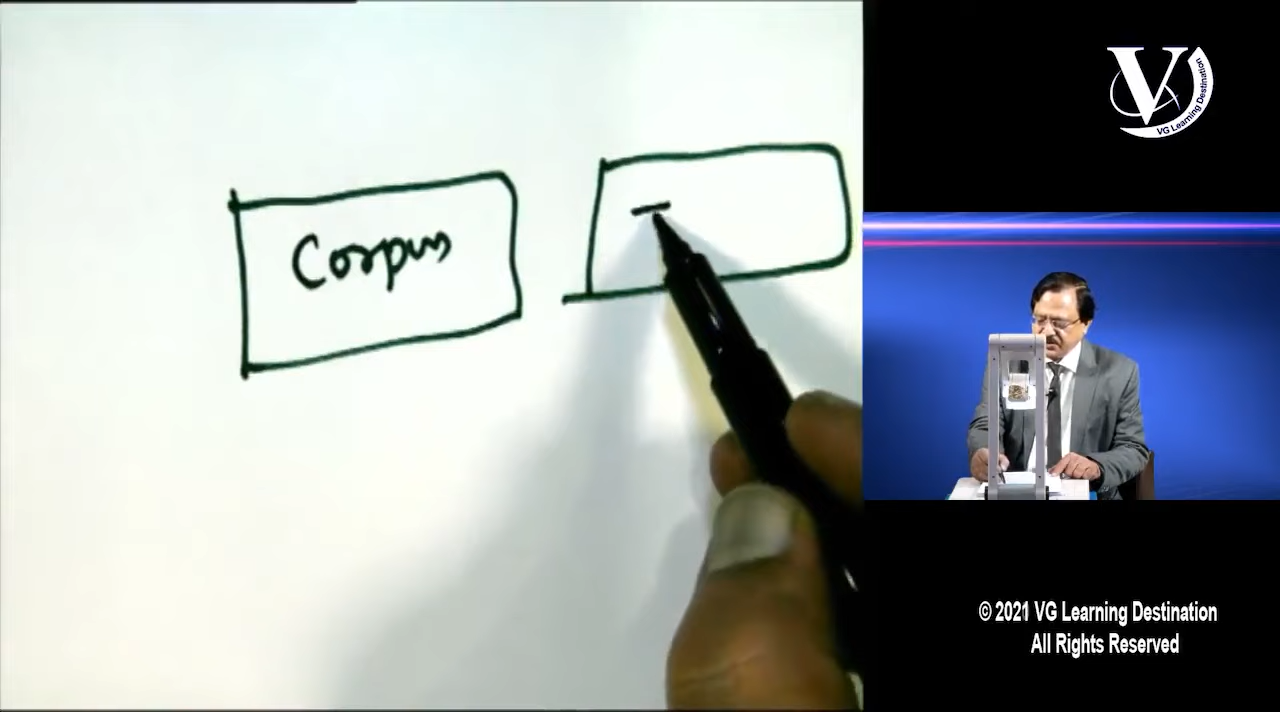 Corpus
V
VG Learning Destination
© 2021 VG Learning Destination
All Rights Reserved